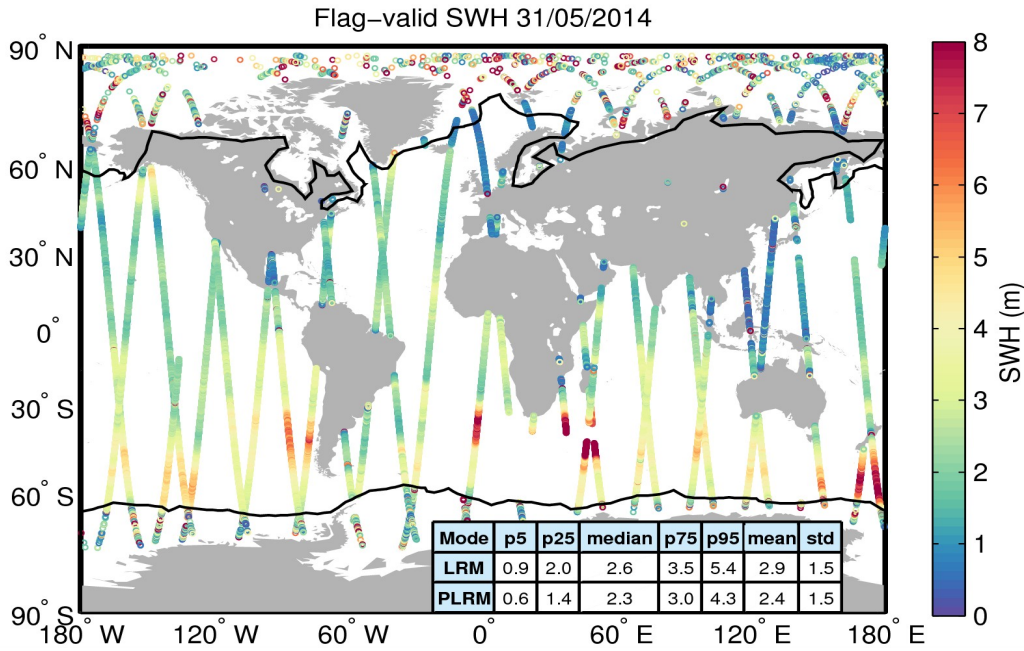 Flag−valid SWH 31/05/2014
90° N
60° N
30° N
0°
30° S
60° S
90° S
180° W
120° W
60° W
0°
60° E
120° E
180° E
8
7
6
5
4
3
2
1
0
SWH (m)
Mode p5 p25 median p75 p95 mean std
LRM 0.9 2.0 2.6 3.5 5.4 2.9 1.5
PLRM 0.6 1.4 2.3 3.0 4.3 2.4 1.5